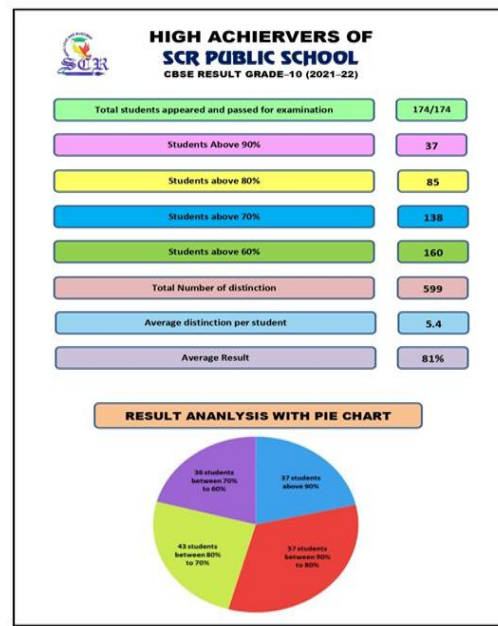 HIGH ACHIERVERS OF
SCR PUBLIC SCHOOL
CBSE RESULT GRADE-10 (2021-22)
SCR
Total students appeared and passed for examination 174/174
Students Above 90% 37
Students above 80% 85
Students above 70% 138
Students above 60% 160
Total Number of distinction 599
Average distinction per student 5.4
Average Result 81%
RESULT ANANLYSIS WITH PIE CHART
36 students
between 70%
to 60%
37 students
above 90%
43 students
between 80%
to 70%
57 students
between 90%
to 80%